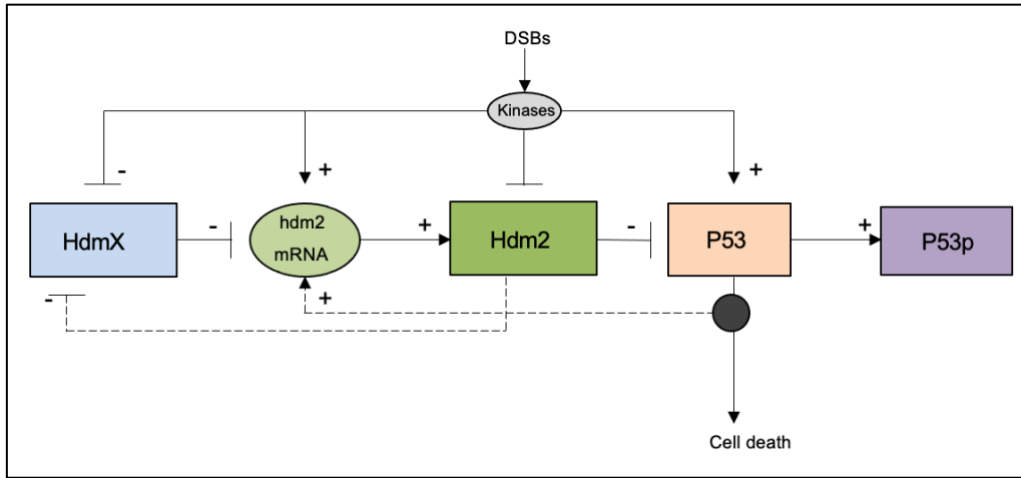 DSBs
Kinases
-
+
+
HdmX
-
hdm2
mRNA
+
Hdm2
-
P53
+
P53p
-
+
Cell death